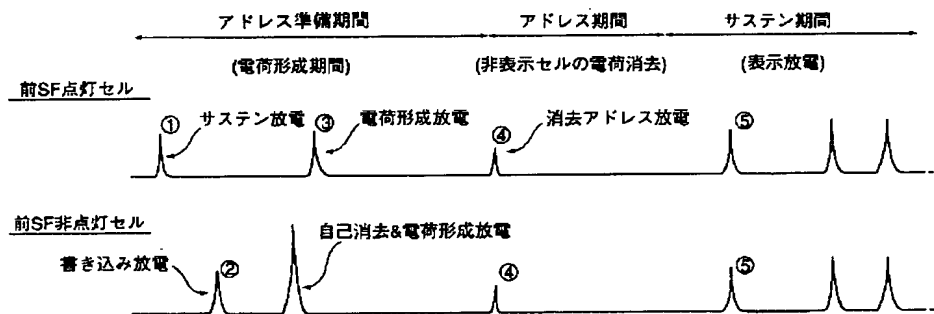 アドレス準備期間 アドレス期間 サステン期間
(電荷形成期間) (非表示セルの電荷消去) (表示放電)
前SF点灯セル
① サステン放電 ③ 電荷形成放電 ④ 消去アドレス放電 ⑤
前SF非点灯セル
書き込み放電 ② 自己消去&電荷形成放電 ④ ⑤